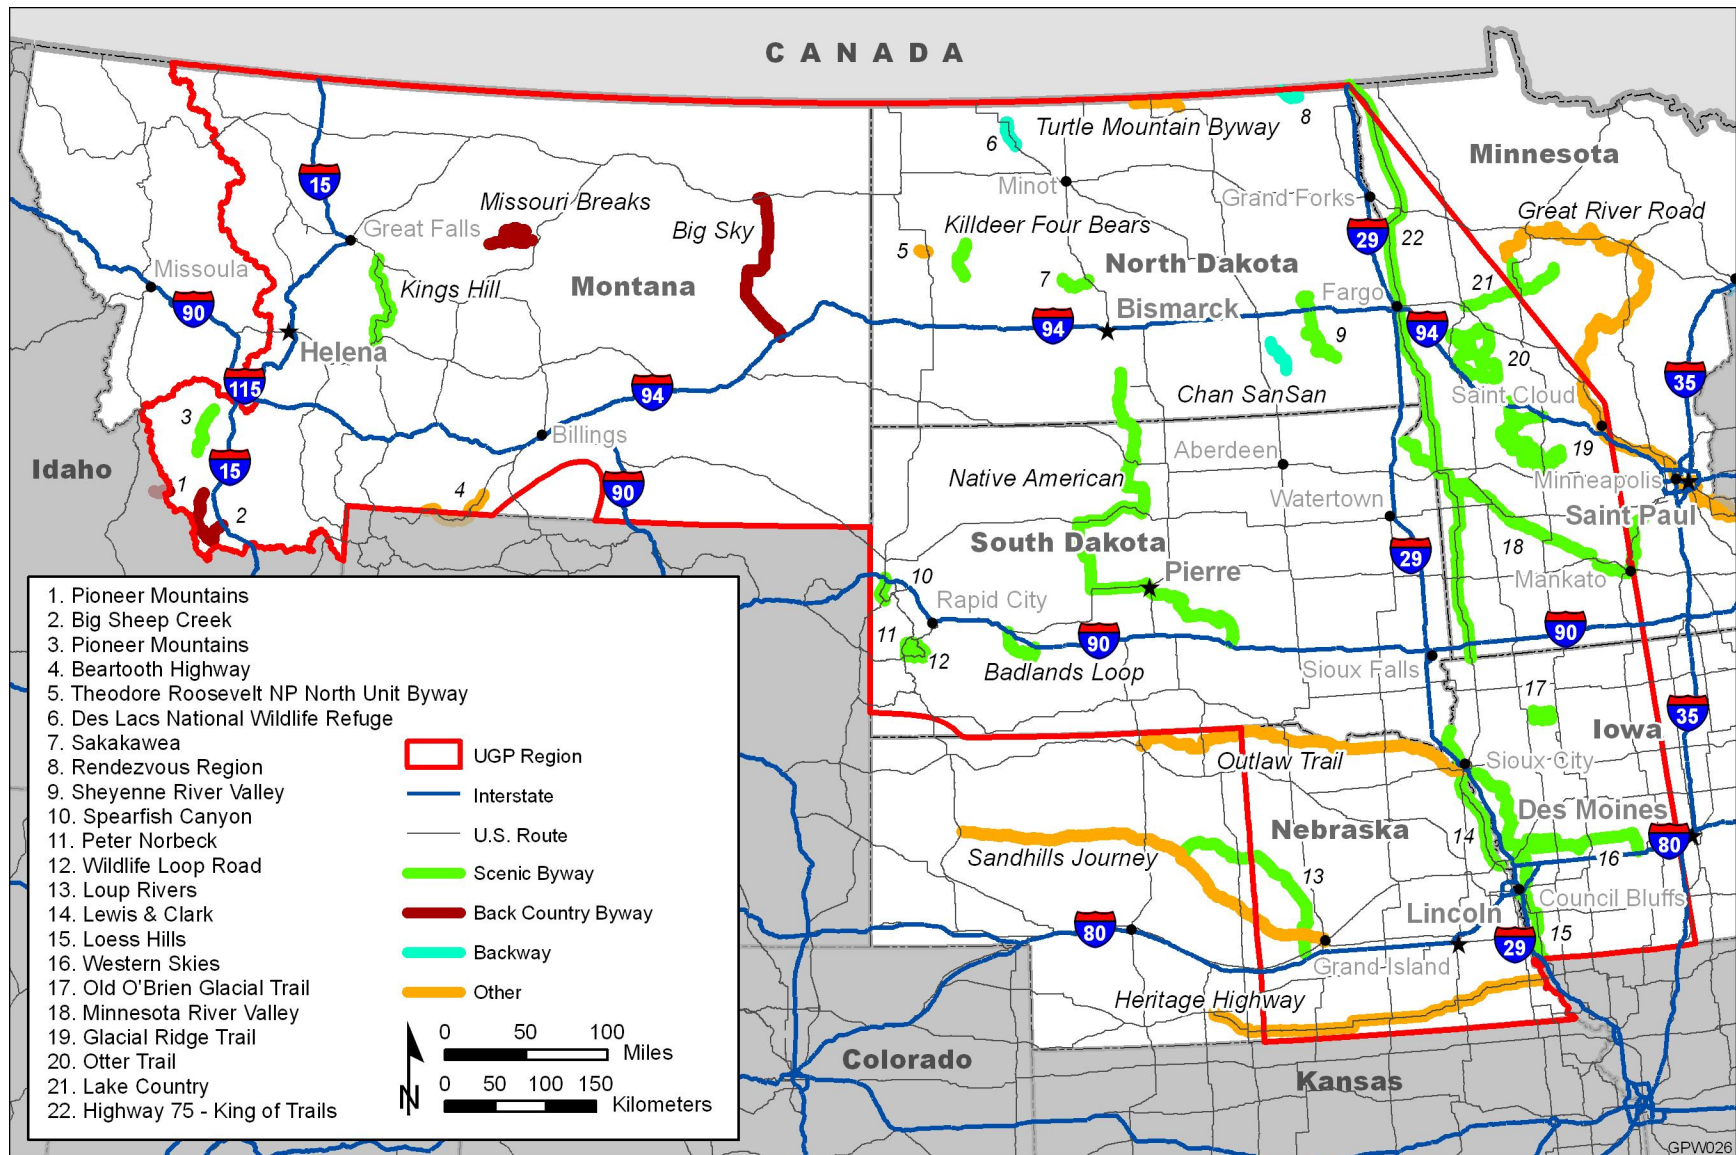 CANADA
8
Turtle Mountain Byway
6
Minnesota
15
Minot
Grand Forks
Missouri Breaks
Great River Road
Great Falls
Big Sky
Killdeer Four Bears
29
22
5
Missoula
North Dakota
7
21
Kings Hill
Montana
Fargo
90
Bismarck
94
94
9
Helena
20
115
94
35
Chan SanSan
Saint Cloud
3
Billings
19
Aberdeen
Idaho
15
Native American
Minneapolis
1
4
90
Watertown
2
Saint Paul
South Dakota
29
18
Pierre
10
Mankato
Rapid City
11
90
90
12
Badlands Loop
Sioux Falls
17
35
Iowa
Outlaw Trail
Sioux City
Des Moines
Nebraska
14
80
Sandhills Journey
16
13
Council Bluffs
Lincoln
80
29
15
Grand Island
Heritage Highway
Colorado
Kansas
1. Pioneer Mountains
2. Big Sheep Creek
3. Pioneer Mountains
4. Beartooth Highway
5. Theodore Roosevelt NP North Unit Byway
6. Des Lacs National Wildlife Refuge
7. Sakakawea
8. Rendezvous Region
9. Sheyenne River Valley
10. Spearfish Canyon
11. Peter Norbeck
12. Wildlife Loop Road
13. Loup Rivers
14. Lewis & Clark
15. Loess Hills
16. Western Skies
17. Old O'Brien Glacial Trail
18. Minnesota River Valley
19. Glacial Ridge Trail
20. Otter Trail
21. Lake Country
22. Highway 75 - King of Trails
UGP Region
Interstate
U.S. Route
Scenic Byway
Back Country Byway
Backway
Other
N
0 50 100
Miles
0 50 100 150
Kilometers
GPW026